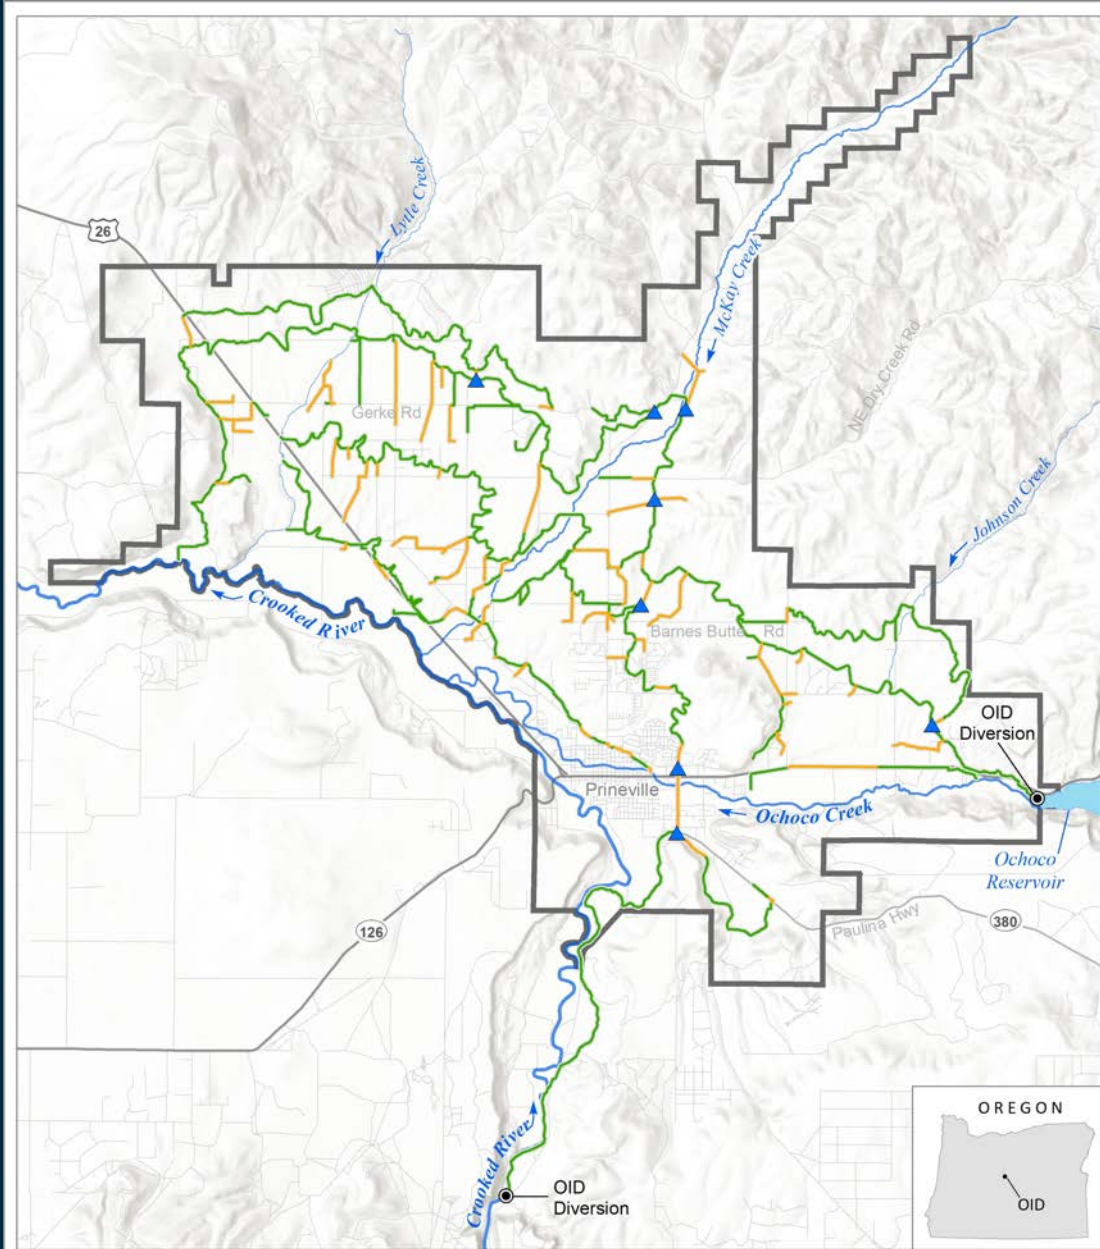 26
Lytle Creek
McKay Creek
NE Dry Creek Rd
Gerke Rd
Johnson Creek
Crooked River
Barnes Butte Rd
OID
Diversion
Prineville
Ochoco Creek
Ochoco
Reservoir
126
Paulina Hwy
380
OREGON
OID
Crooked River
OID
Diversion